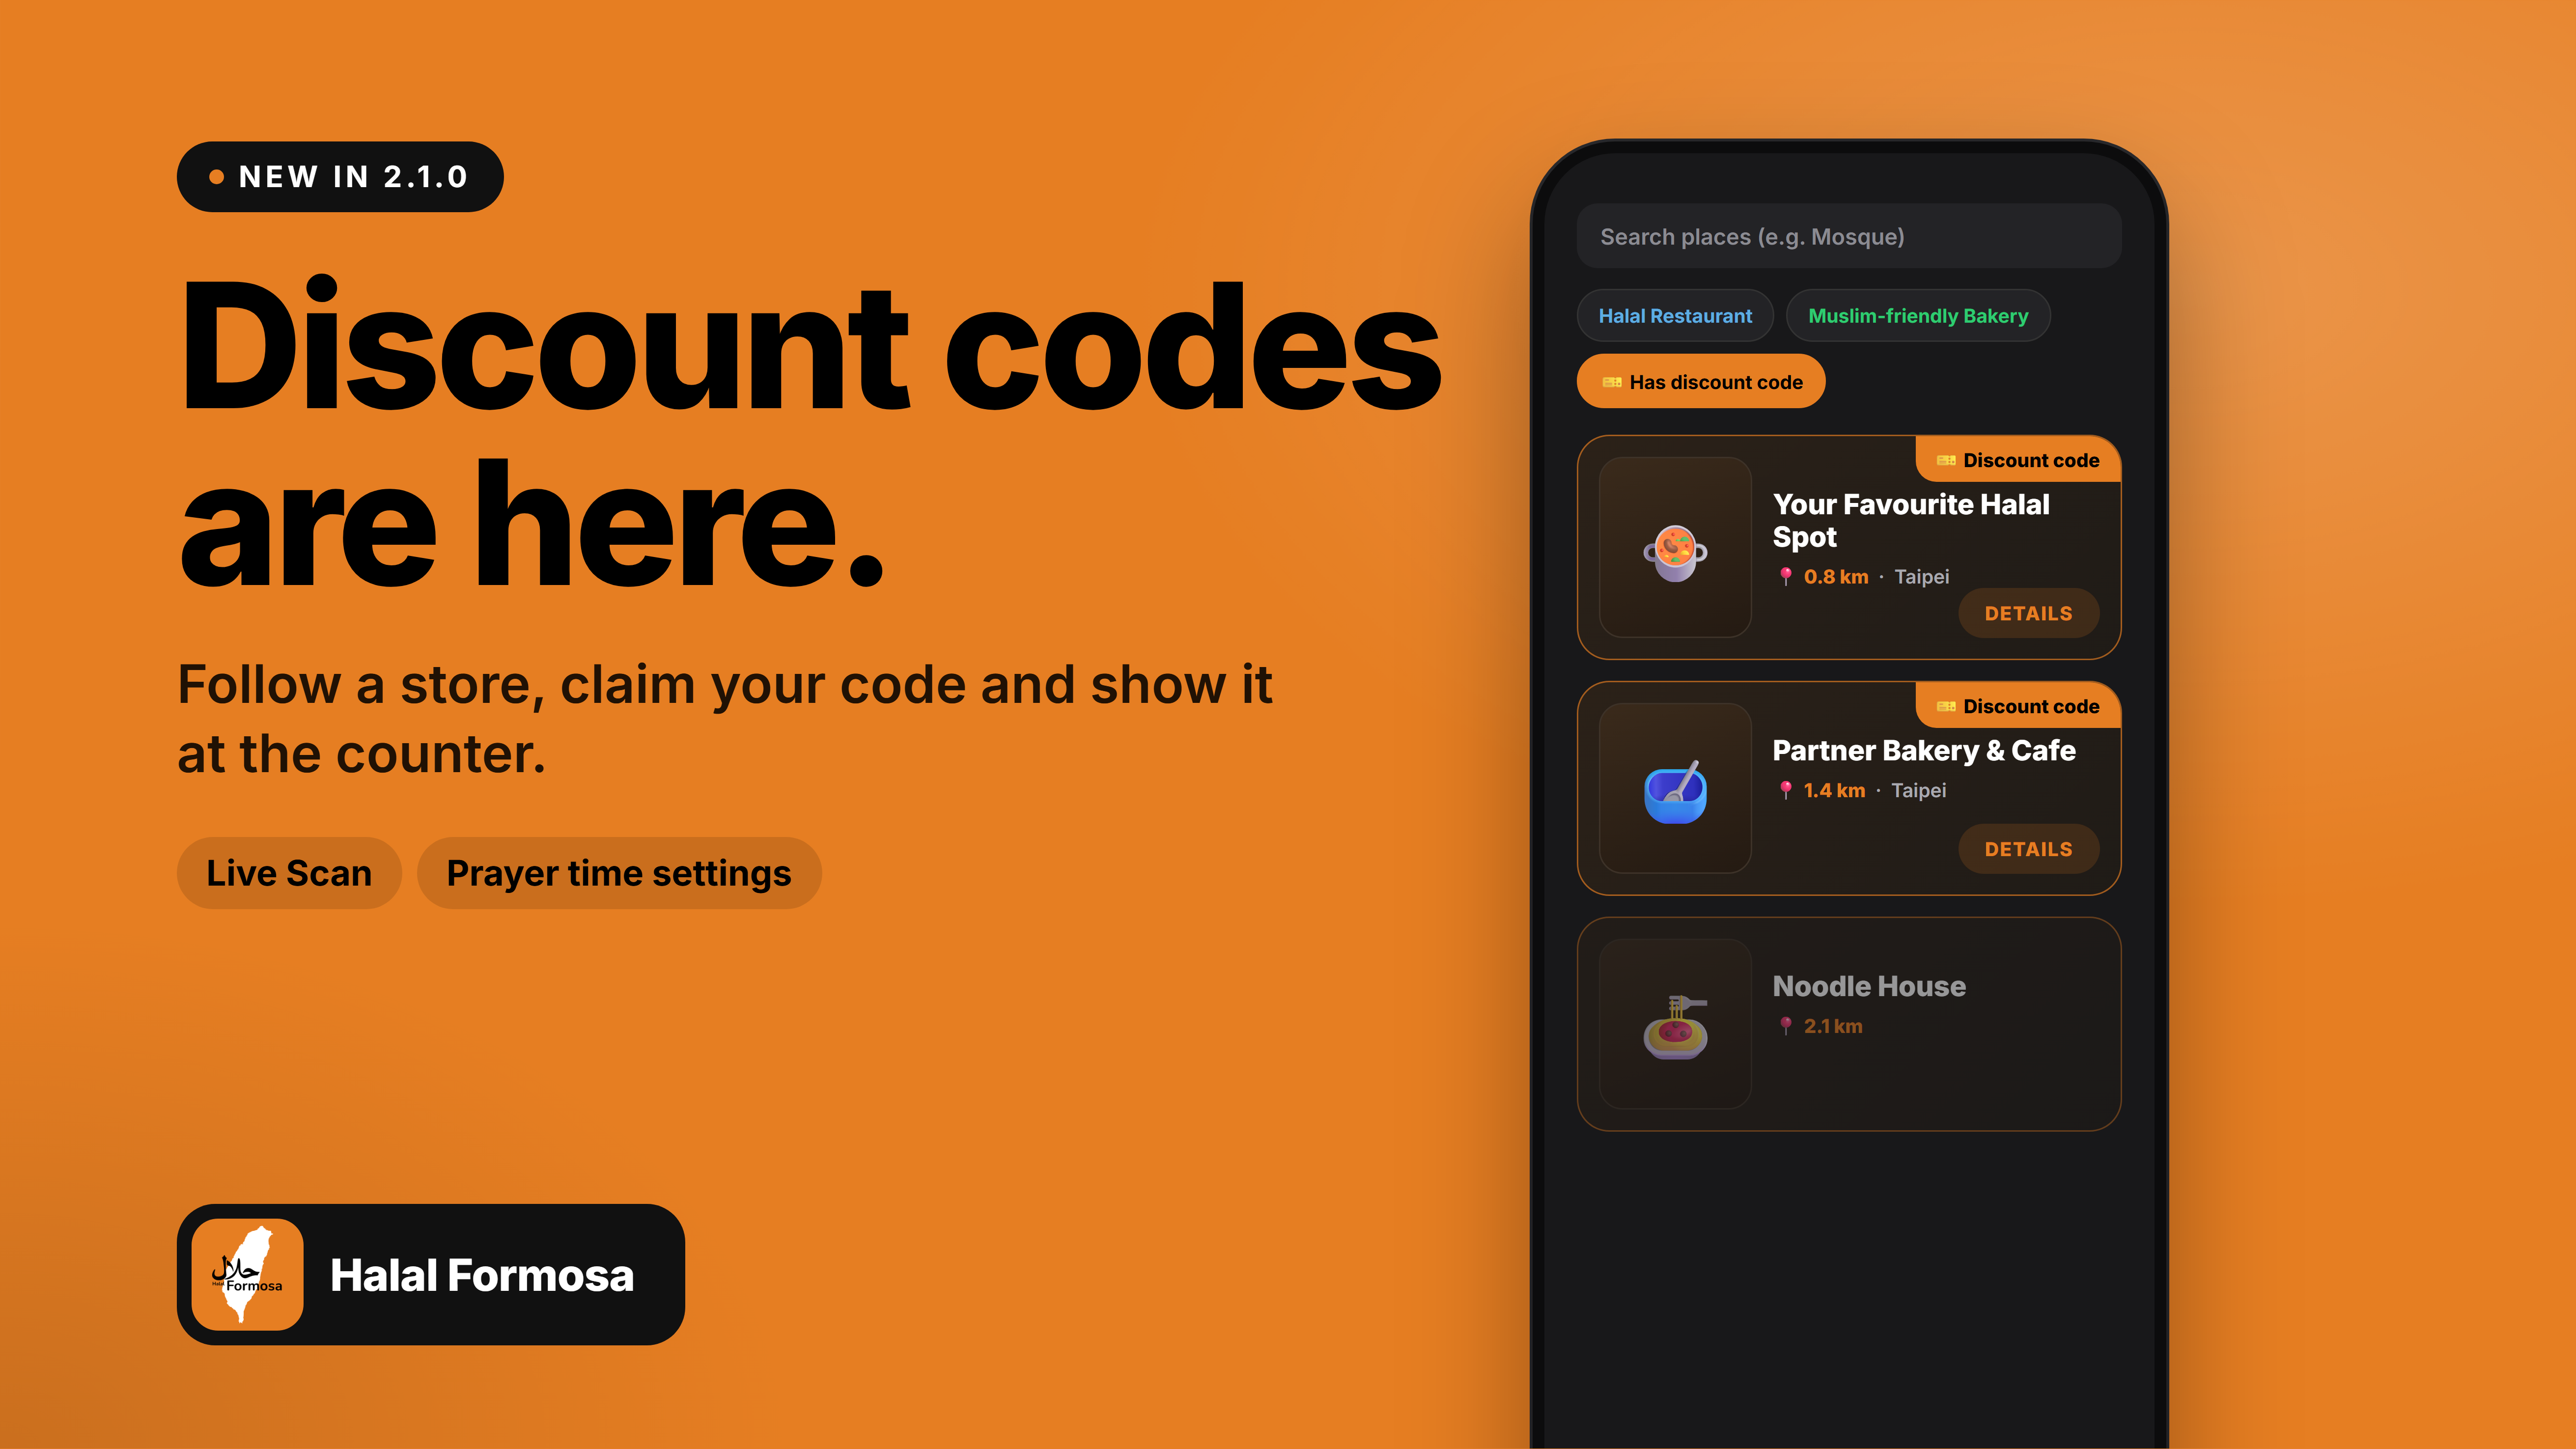 NEW IN 2.1.0
Discount codes
are here.
Follow a store, claim your code and show it
at the counter.
Live Scan
Prayer time settings
حلال
Formosa
Halal Formosa
Search places (e.g. Mosque)
Halal Restaurant
Muslim-friendly Bakery
🎫 Has discount code
🎫 Discount code
Your Favourite Halal
Spot
📍 0.8 km · Taipei
DETAILS
🎫 Discount code
Partner Bakery & Cafe
📍 1.4 km · Taipei
DETAILS
Noodle House
📍 2.1 km